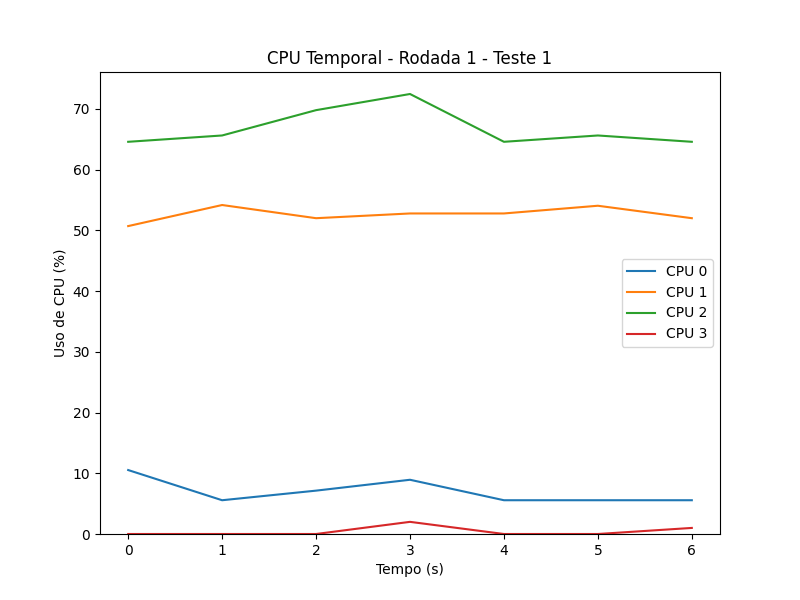 CPU Temporal - Rodada 1 - Teste 1
Uso de CPU (%)
70
60
50
40
30
20
10
0
CPU 0
CPU 1
CPU 2
CPU 3
0 1 2 3 4 5 6
Tempo (s)